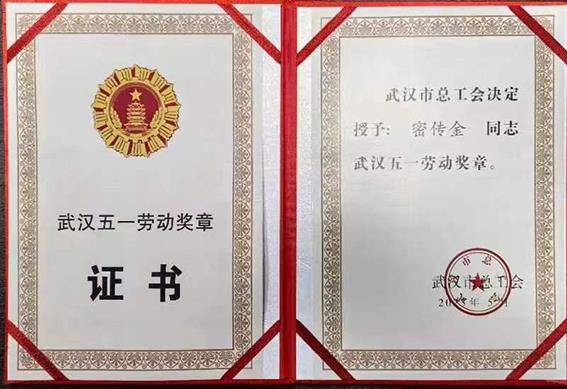 武汉五一劳动奖章
证书
武汉市总工会决定
授予： 密传金 同志
武汉五一劳动奖章。
武汉市总工会